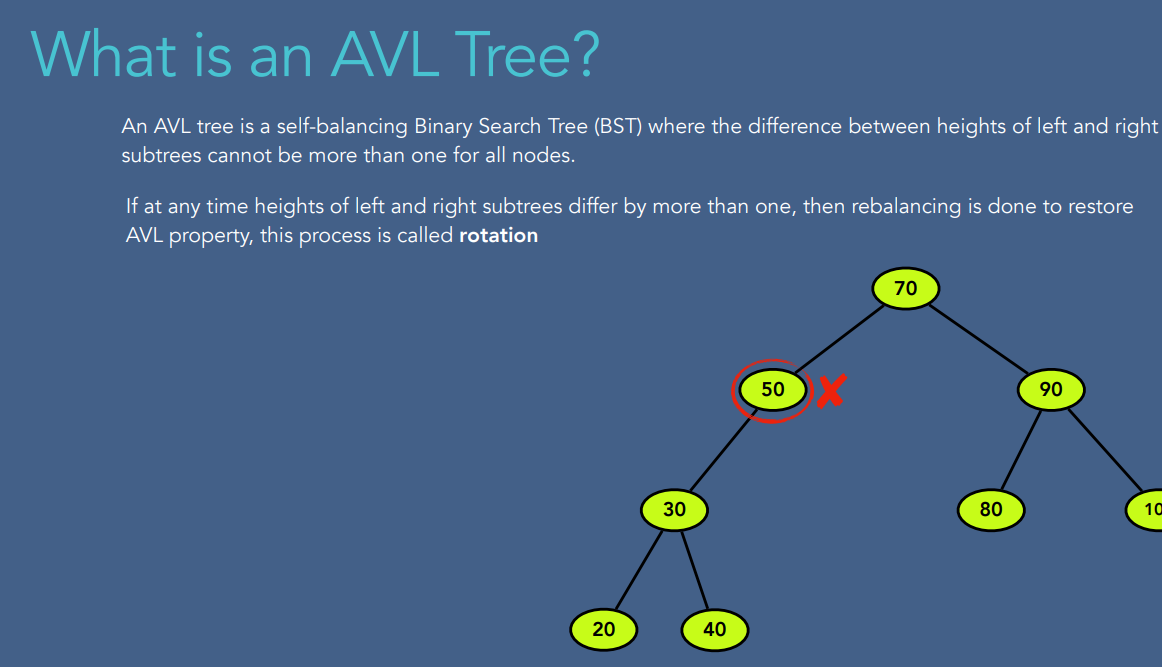 What is an AVL Tree?
An AVL tree is a self-balancing Binary Search Tree (BST) where the difference between heights of left and right
subtrees cannot be more than one for all nodes.
If at any time heights of left and right subtrees differ by more than one, then rebalancing is done to restore
AVL property, this process is called rotation
70
50
90
30
80
20
40